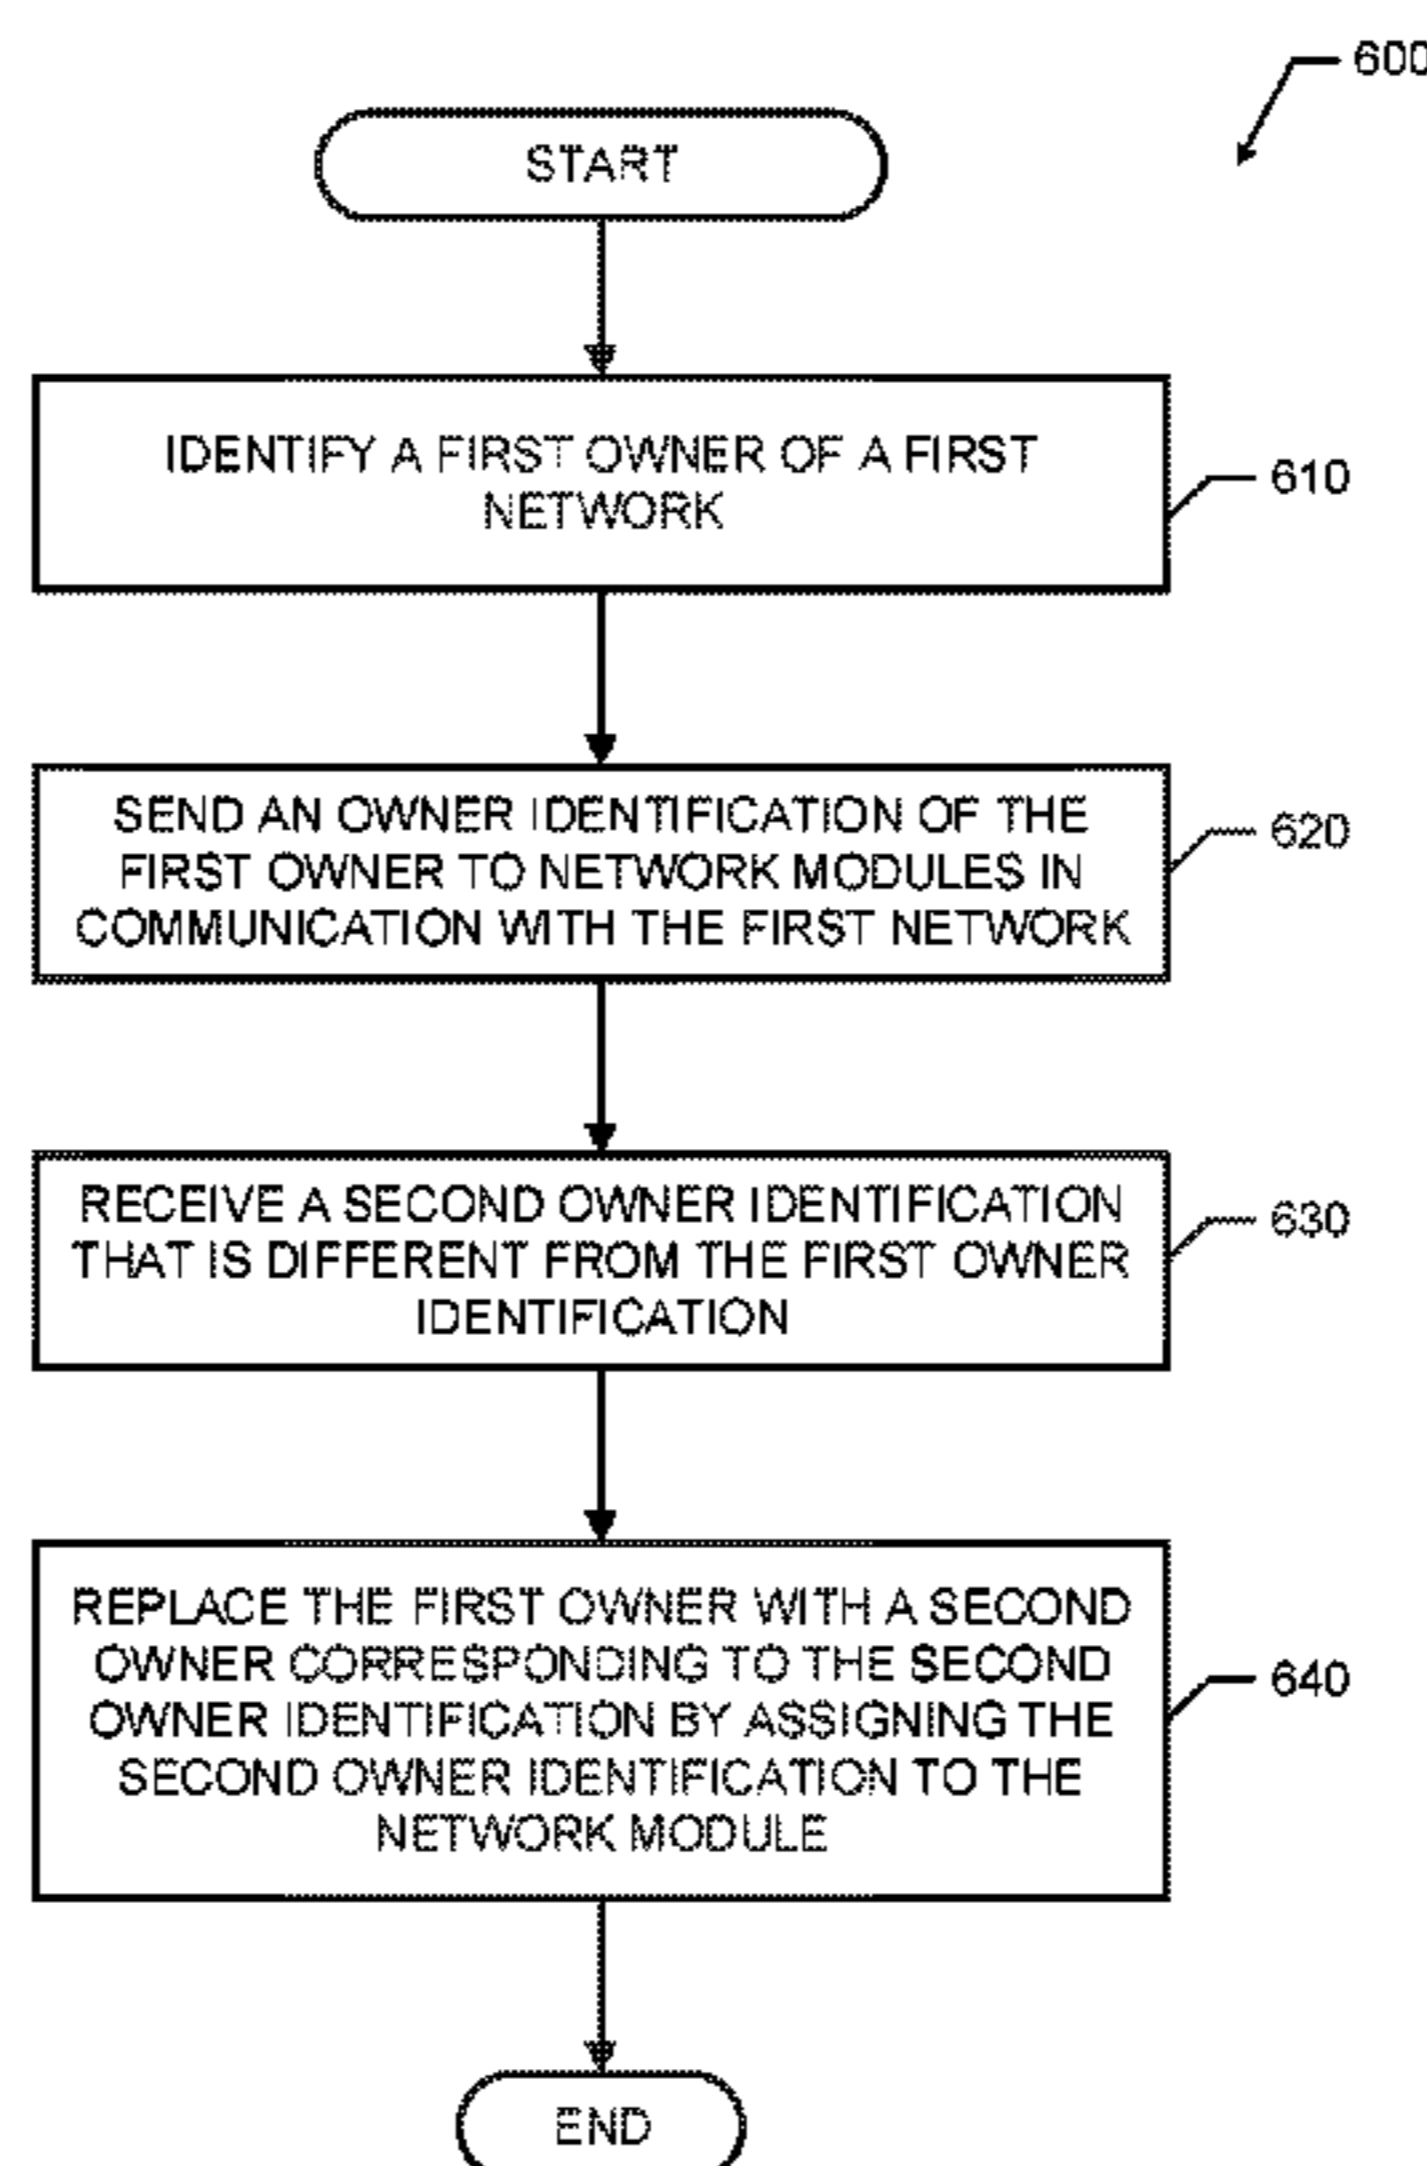 600
START
IDENTIFY A FIRST OWNER OF A FIRST
NETWORK
610
SEND AN OWNER IDENTIFICATION OF THE
FIRST OWNER TO NETWORK MODULES IN
COMMUNICATION WITH THE FIRST NETWORK
620
RECEIVE A SECOND OWNER IDENTIFICATION
THAT IS DIFFERENT FROM THE FIRST OWNER
IDENTIFICATION
630
REPLACE THE FIRST OWNER WITH A SECOND
OWNER CORRESPONDING TO THE SECOND
OWNER IDENTIFICATION BY ASSIGNING THE
SECOND OWNER IDENTIFICATION TO THE
NETWORK MODULE
640
END